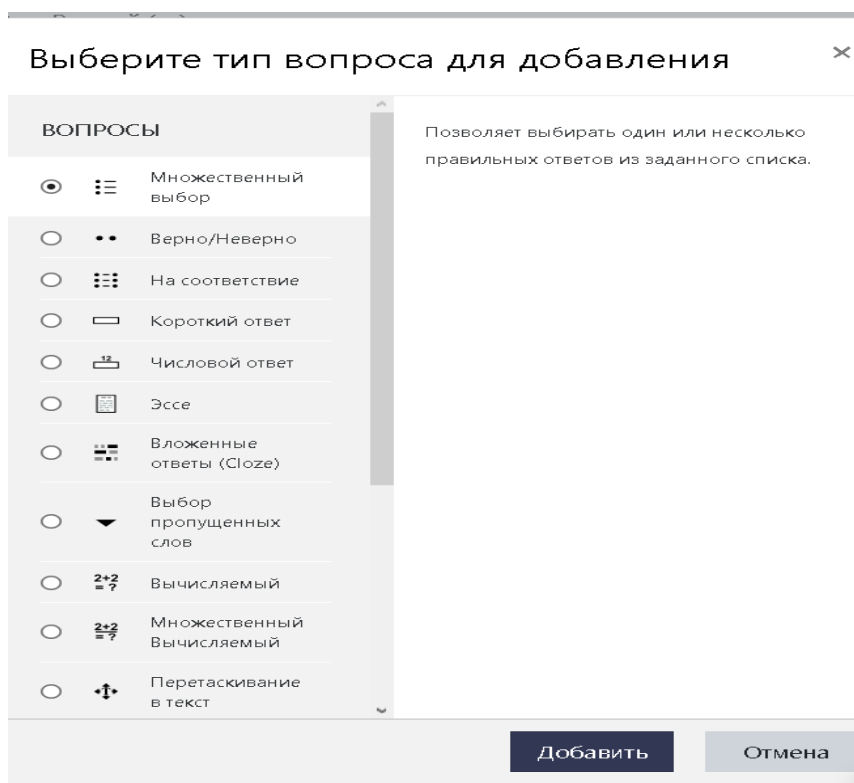 Выберите тип вопроса для добавления
×
ВОПРОСЫ
Множественный
выбор
Верно/Неверно
На соответствие
Короткий ответ
12
Числовой ответ
Эссе
Вложенные
ответы (Cloze)
Выбор
пропущенных
слов
2+2
= ?
Вычисляемый
2+2
= ?
Множественный
Вычисляемый
Перетаскивание
в текст
Позволяет выбирать один или несколько
правильных ответов из заданного списка.
Добавить
Отмена